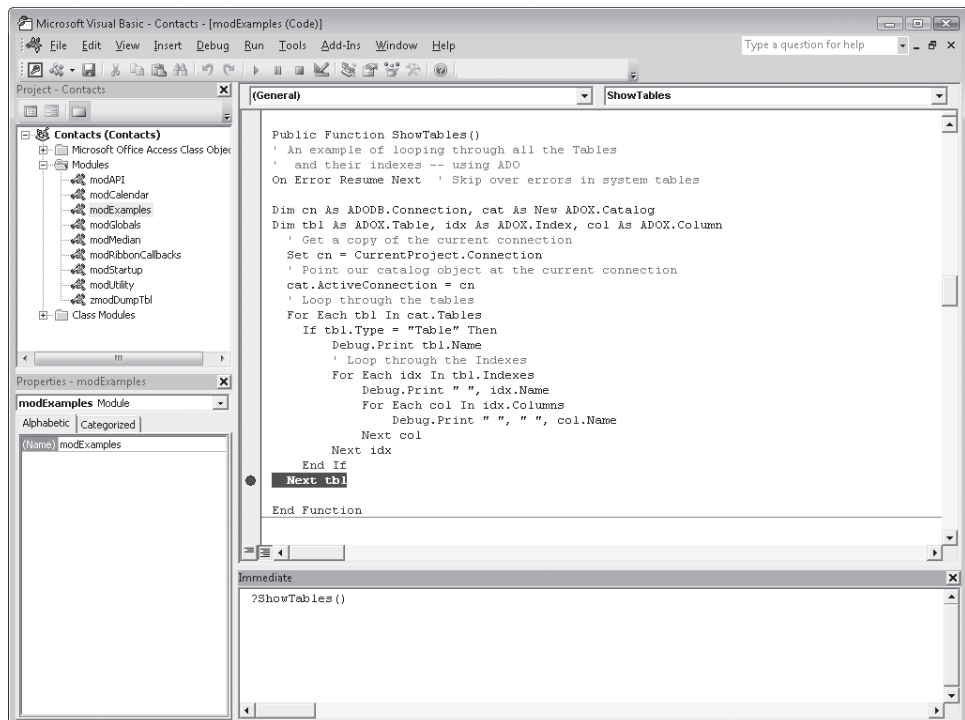 Microsoft Visual Basic - Contacts - [modExamples (Code)]
File Edit View Insert Debug Run Tools Add-Ins Window Help
Type a question for help
Project - Contacts
Contacts (Contacts)
Microsoft Office Access Class Objec
Modules
modAPI
modCalendar
modExamples
modGlobals
modMedian
modRibbonCallbacks
modStartup
modUtility
zmodDumpTbl
Class Modules
Properties - modExamples
modExamples Module
Alphabetic Categorized
(Name) modExamples
(General) ShowTables
Public Function ShowTables()
' An example of looping through all the Tables
'  and their indexes -- using ADO
On Error Resume Next  ' Skip over errors in system tables
Dim cn As ADODB.Connection, cat As New ADOX.Catalog
Dim tbl As ADOX.Table, idx As ADOX.Index, col As ADOX.Column
  ' Get a copy of the current connection
  Set cn = CurrentProject.Connection
  ' Point our catalog object at the current connection
  cat.ActiveConnection = cn
  ' Loop through the tables
  For Each tbl In cat.Tables
    If tbl.Type = "Table" Then
        Debug.Print tbl.Name
        ' Loop through the Indexes
        For Each idx In tbl.Indexes
            Debug.Print " ", idx.Name
            For Each col In idx.Columns
                Debug.Print " ", " ", col.Name
            Next col
        Next idx
    End If
  Next tbl
End Function
Immediate
?ShowTables()